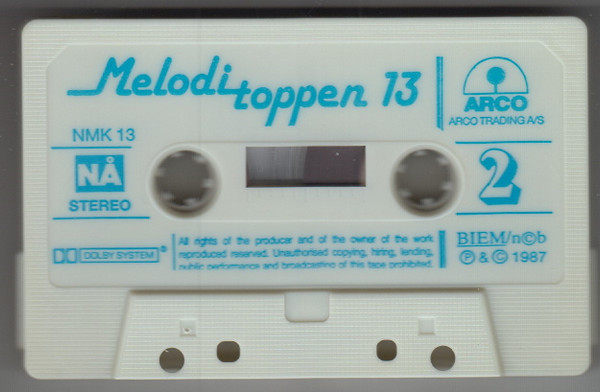 Melodi toppen 13
ARCO
ARCO TRADING A/S
NMK 13
NÅ
STEREO
2
DOLBY SYSTEM®
All rights of the producer and of the owner of the work
reproduced reserved. Unauthorised copying, hiring, lending,
public performance and broadcasting of this tape prohibited.
BIEM/n©b
Ⓟ & © 1987